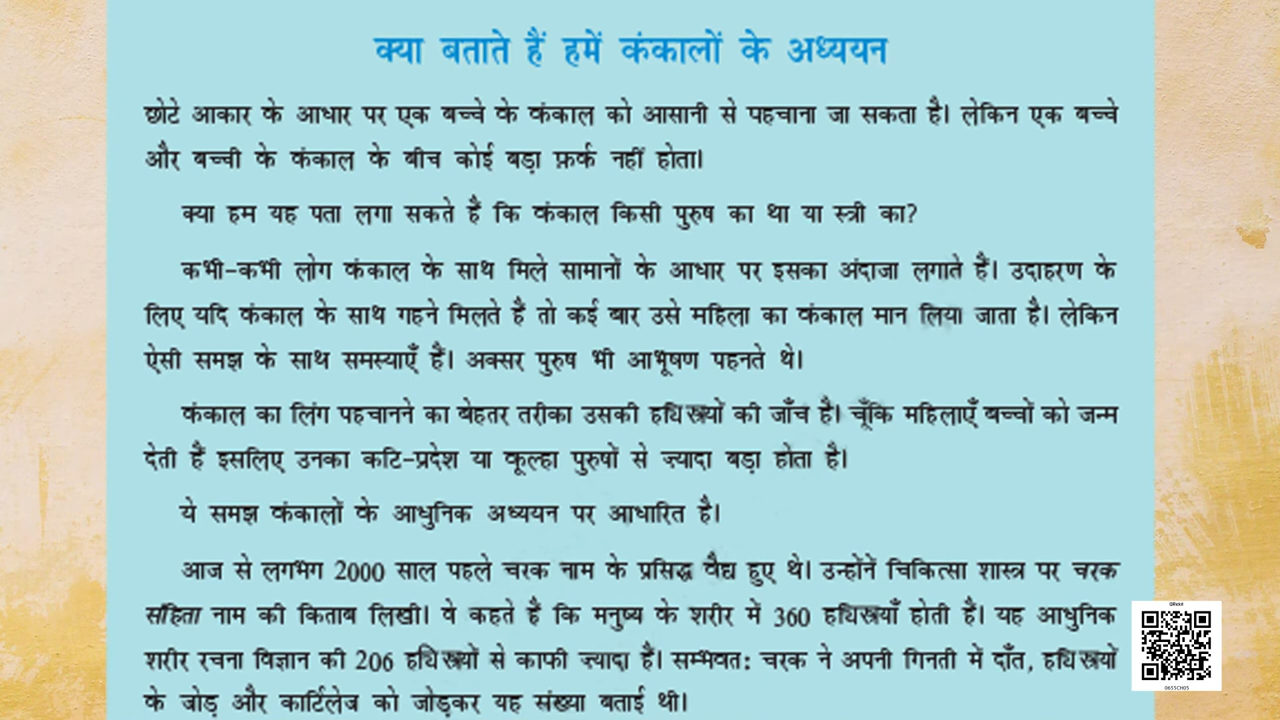 क्या बताते हैं हमें कंकालों के अध्ययन
छोटे आकार के आधार पर एक बच्चे के कंकाल को आसानी से पहचाना जा सकता है। लेकिन एक बच्चे
और बच्ची के कंकाल के बीच कोई बड़ा फ़र्क नहीं होता।
क्या हम यह पता लगा सकते हैं कि कंकाल किसी पुरुष का था या स्त्री का?
कभी-कभी लोग कंकाल के साथ मिले सामानों के आधार पर इसका अंदाजा लगाते हैं। उदाहरण के
लिए यदि कंकाल के साथ गहने मिलते हैं तो कई बार उसे महिला का कंकाल मान लिया जाता है। लेकिन
ऐसी समझ के साथ समस्याएँ हैं। अक्सर पुरुष भी आभूषण पहनते थे।
कंकाल का लिंग पहचानने का बेहतर तरीका उसकी हड्डियों की जाँच है। चूँकि महिलाएँ बच्चों को जन्म
देती हैं इसलिए उनका कटि-प्रदेश या कूल्हा पुरुषों से ज्यादा बड़ा होता है।
ये समझ कंकालों के आधुनिक अध्ययन पर आधारित है।
आज से लगभग 2000 साल पहले चरक नाम के प्रसिद्ध वैद्य हुए थे। उन्होंनें चिकित्सा शास्त्र पर चरक
संहिता नाम की किताब लिखी। वे कहते हैं कि मनुष्य के शरीर में 360 हड्डियाँ होती हैं। यह आधुनिक
शरीर रचना विज्ञान की 206 हड्डियों से काफी ज्यादा है। सम्भवत: चरक ने अपनी गिनती में दाँत, हड्डियों
के जोड़ और कार्टिलेज को जोड़कर यह संख्या बताई थी।
0655CH05